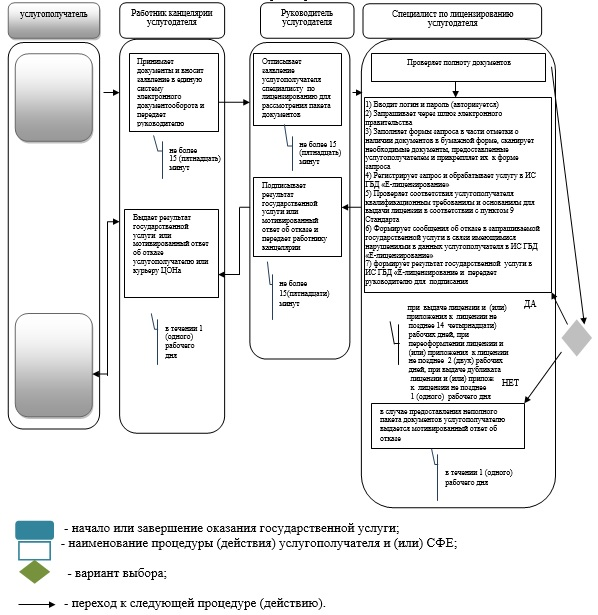 услугополучатель
Работник канцелярии
услугодателя
Руководитель
услугодателя
Специалист по лицензированию
услугодателя
Принимает
документы и вносит
заявление в единую
систему
электронного
документооборота и
передает
руководителю
не более
15 (пятнадцать)
минут
Выдает результат
государственной
услуги или
мотивированный ответ
об отказе
услугополучателю или
курьеру ЦОНа
в течении 1
(одного)
рабочего
дня
Отписывает
заявление
услугополучателя
специалисту по
лицензированию для
рассмотрения пакета
документов
не более 15
(пятнадцать)
минут
Подписывает
результат
государственной
услуги или
мотивированный
ответ об отказе и
передает работнику
канцелярии
не более
15(пятнадцати)
минут
Проверяет полноту документов
1) Вводит логин и пароль (авторизуется)
2) Запрашивает через шлюз электронного
правительства
3) Заполняет формы запроса в части отметки о
наличии документов в бумажной форме, сканирует
необходимые документы, предоставленные
услугополучателем и прикрепляет их к форме
запроса
4) Регистрирует запрос и обрабатывает услугу в ИС
ГБД «Е-лицензирование»
5) Проверяет соответствия услугополучателя
квалификационным требованиями и основаниям для
выдачи лицензии в соответствии с пунктом 9
Стандарта
6) Формирует сообщения об отказе в запрашиваемой
государственной услуги в связи имеющимися
нарушениями в данных услугополучателя в ИС ГБД
«Е-лицензирование»
7) формирует результат государственной услуги в
ИС ГБД «Е-лицензирование и передает
руководителю для подписания
ДА
при выдаче лицензии и (или)
приложения к лицензии не
позднее 14 четырнадцати)
рабочих дней, при
переоформлении лицензии и
(или) приложения к лицензии
не позднее 2 (двух) рабочих
дней, при выдаче дубликата
лицензии и (или) прилож
к лицензии не позднее
1 (одного) рабочего дня
НЕТ
в случае предоставления неполного
пакета документов услугополучателю
выдается мотивированный ответ об
отказе
в течении 1 (одного)
рабочего дня
- начало или завершение оказания государственной услуги;
- наименование процедуры (действия) услугополучателя и (или) СФЕ;
- вариант выбора;
- переход к следующей процедуре (действию).